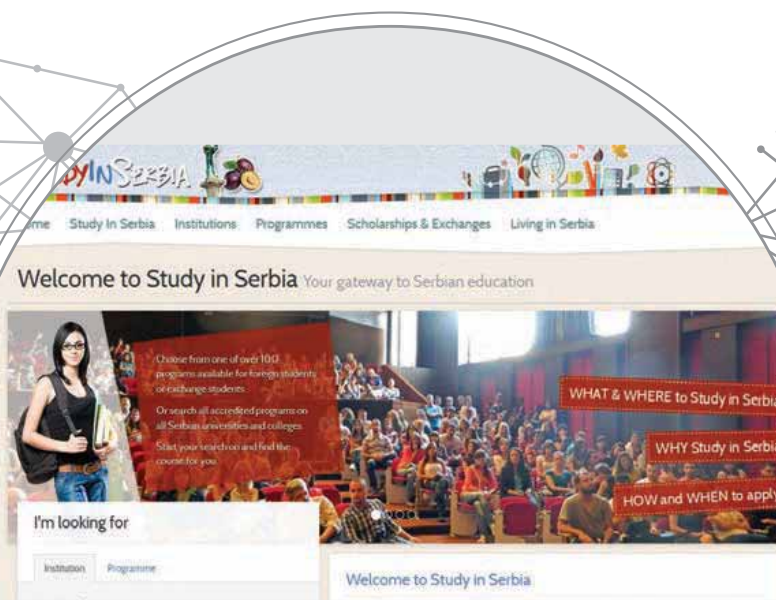 DYINSERBIA
ome Study In Serbia Institutions Programmes Scholarships & Exchanges Living in Serbia
Welcome to Study in Serbia Your gateway to Serbian education
Choose from one of over 100
programs available for foreign students
or exchange students
Or search all accredited programs on
all Serbian universities and colleges
Start your search on and find the
course for you
WHAT & WHERE to Study in Serbia
WHY Study in Serbia
HOW and WHEN to apply
I'm looking for
Institution Programme
Welcome to Study in Serbia